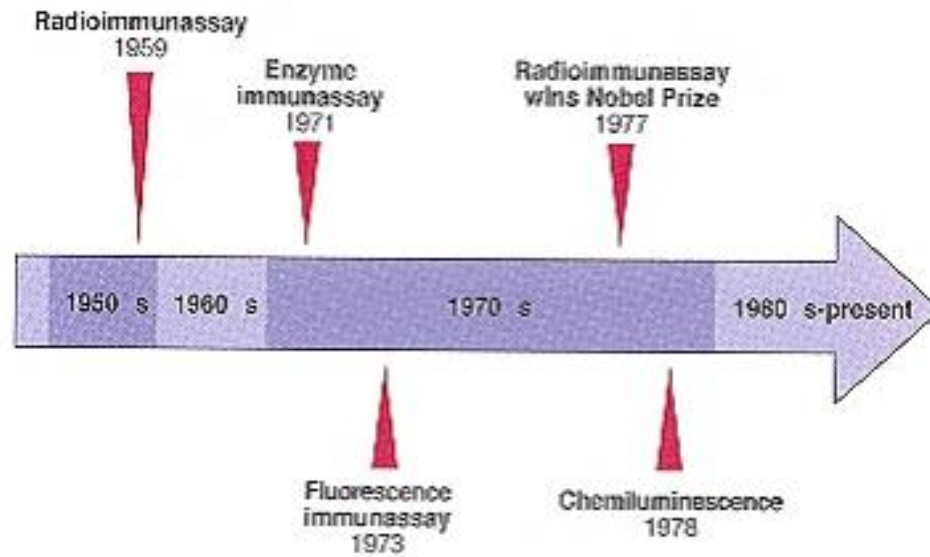 Radioimmunassay
1959
Enzyme
immunassay
1971
Radioimmunassay
wins Nobel Prize
1977
1950 s
1960 s
1970 s
1980 s-present
Fluorescence
immunassay
1973
Chemiluminescence
1978